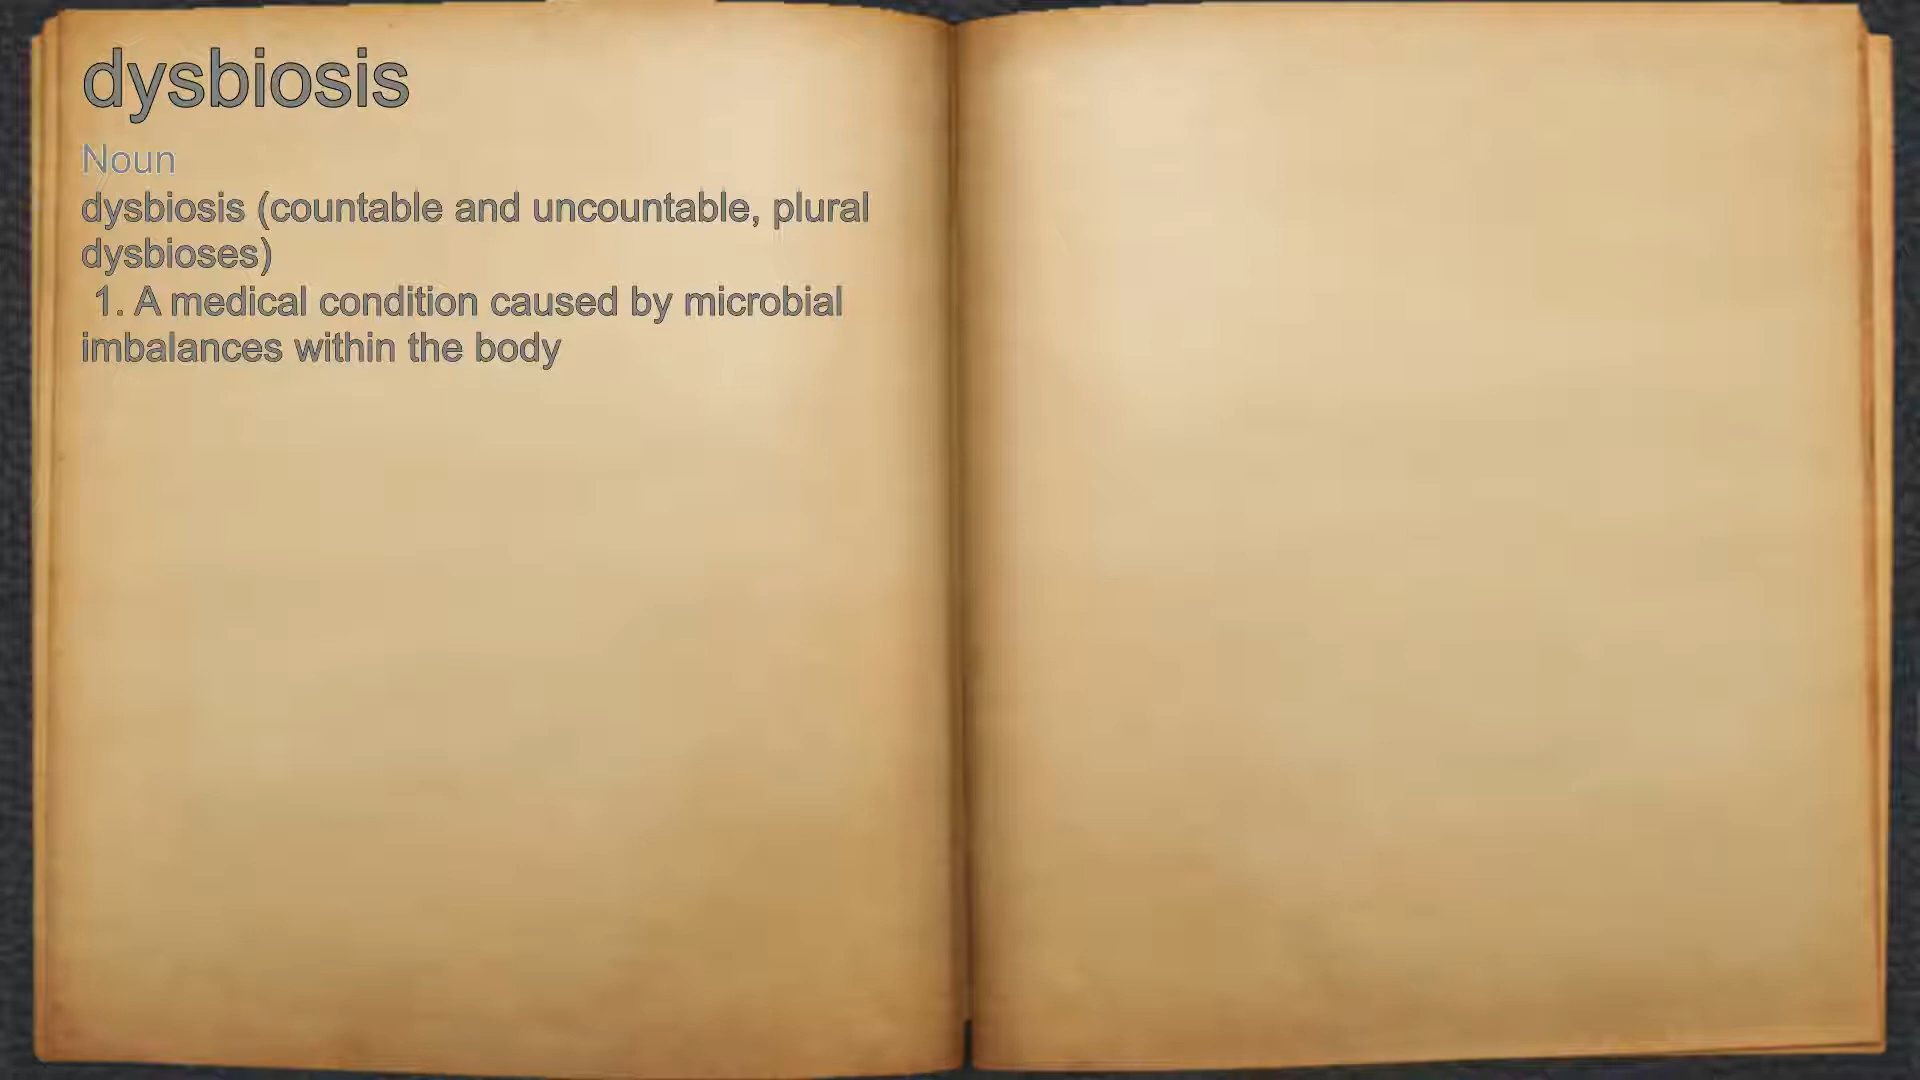 dysbiosis
Noun
dysbiosis (countable and uncountable, plural
dysbioses)
1. A medical condition caused by microbial
imbalances within the body